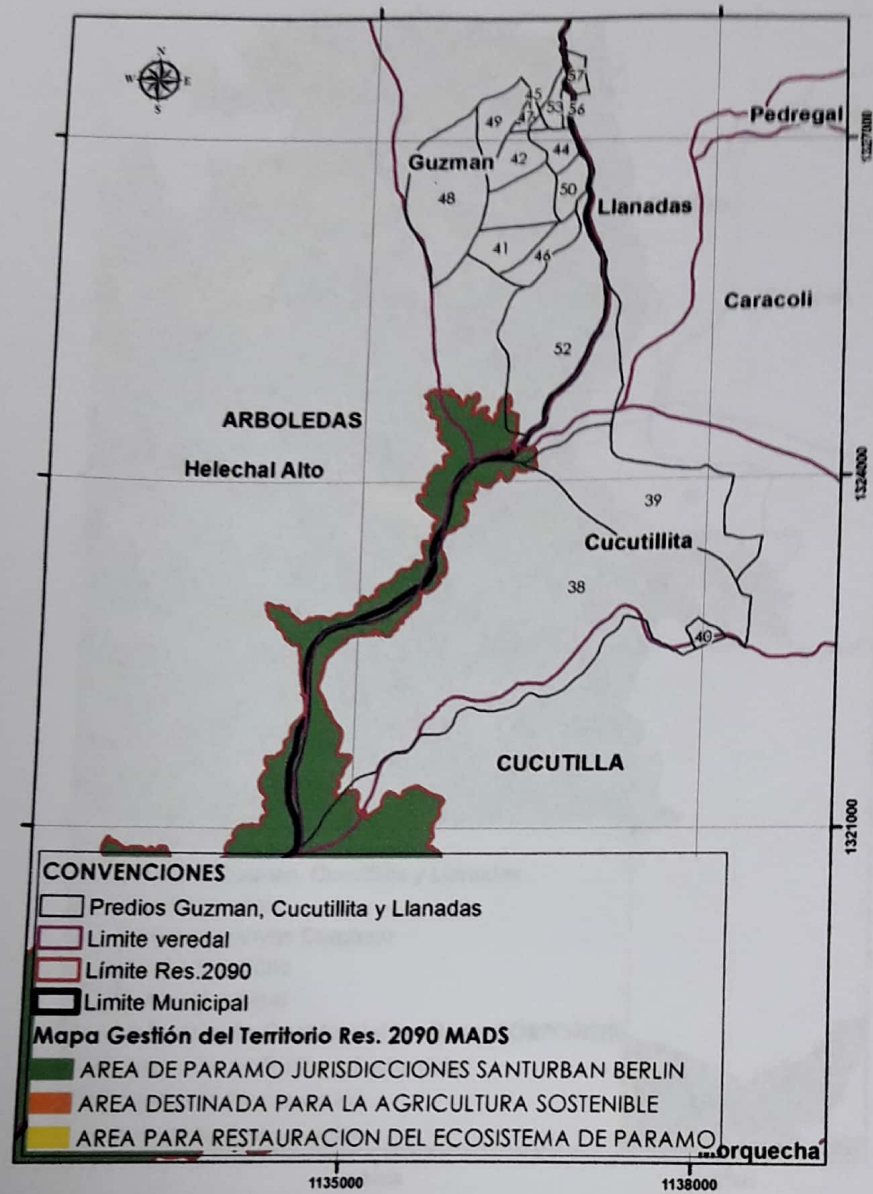 N
W E
S
57
45
53 56
47
49
Pedregal
1327000
44
Guzman
42
48
50
Llanadas
41
46
Caracoli
52
ARBOLEDAS
Helechal Alto
1324000
39
Cucutillita
38
40
CUCUTILLA
1321000
CONVENCIONES
Predios Guzman, Cucutillita y Llanadas
Limite veredal
Límite Res.2090
Limite Municipal
Mapa Gestión del Territorio Res. 2090 MADS
AREA DE PARAMO JURISDICCIONES SANTURBAN BERLIN
AREA DESTINADA PARA LA AGRICULTURA SOSTENIBLE
AREA PARA RESTAURACION DEL ECOSISTEMA DE PARAMO
orquecha
1135000 1138000